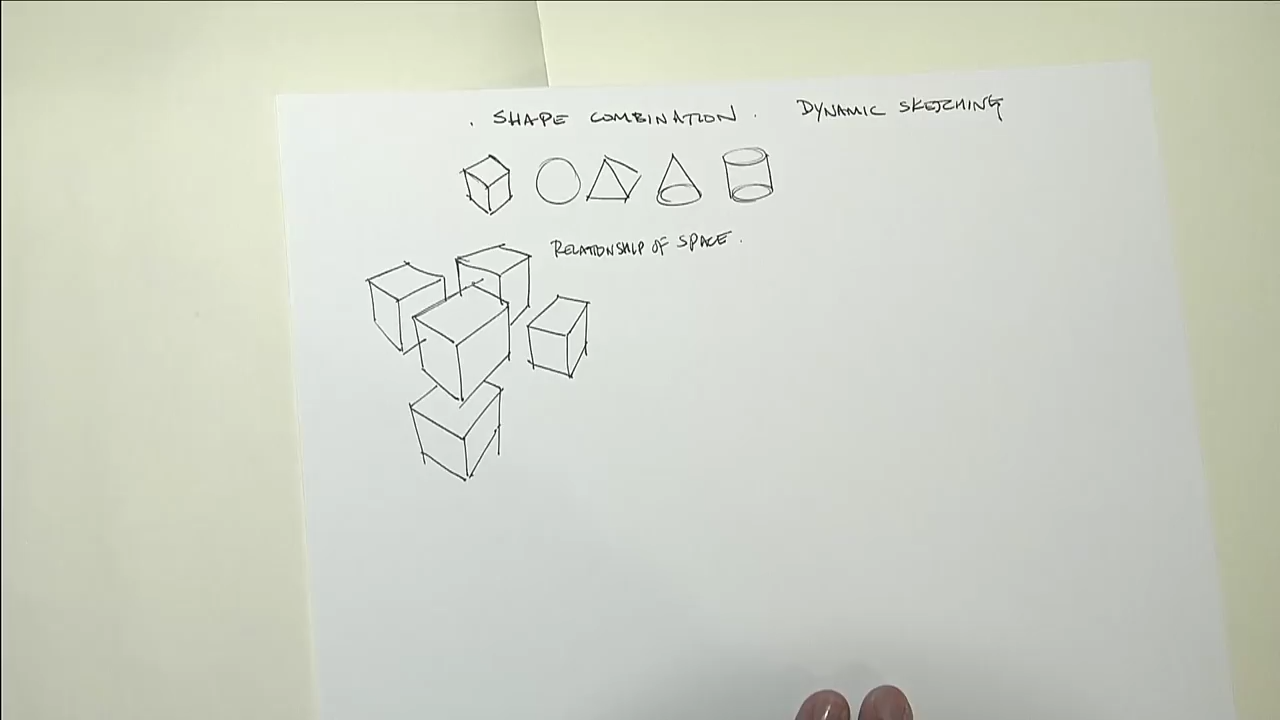 . SHAPE COMBINATION . DYNAMIC SKETCHING
RELATIONSHIP OF SPACE .